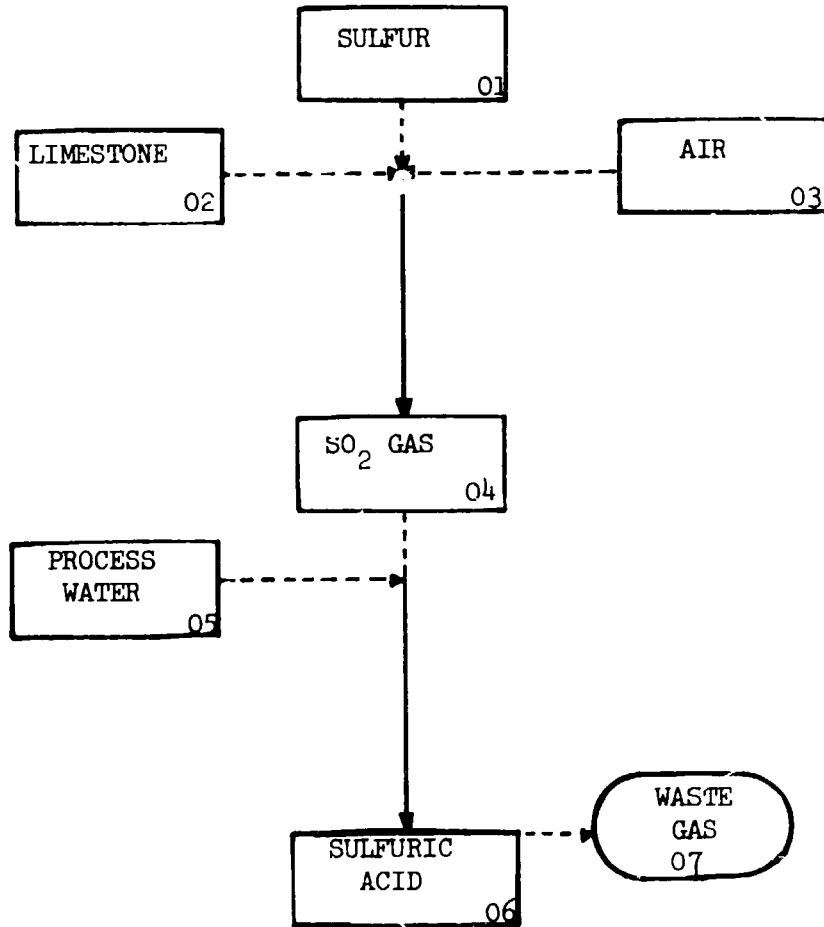 SULFUR
01
LIMESTONE
02
AIR
03
SO2 GAS
04
PROCESS
WATER
05
SULFURIC
ACID
06
WASTE
GAS
07